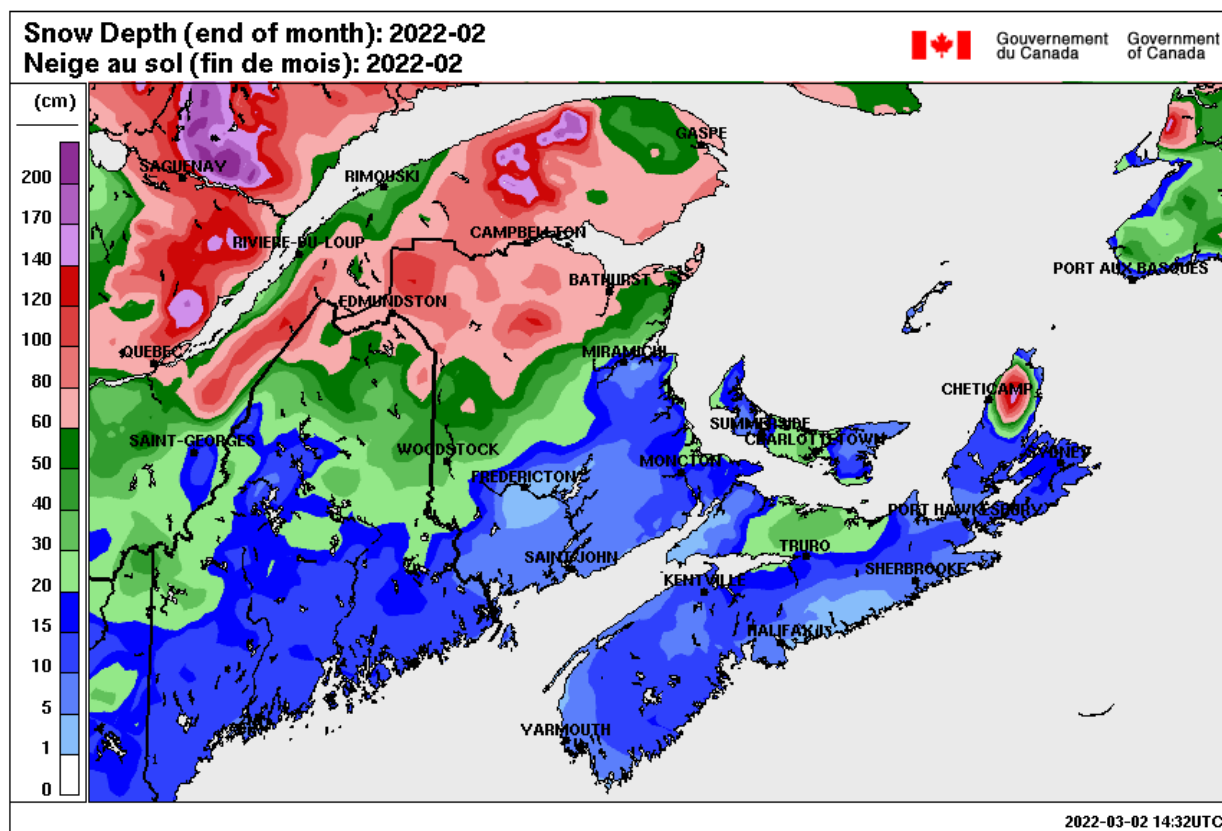 Snow Depth (end of month): 2022-02
Neige au sol (fin de mois): 2022-02
Gouvernement du Canada
Government of Canada
(cm)
200
170
140
120
100
80
60
50
40
30
20
15
10
5
1
0
SAGUENAY
RIMOUSKI
GASPE
RIVIERE-DU-LOUP
CAMPBELLTON
BATHURST
PORT AUX BASQUES
EDMUNDSTON
QUEBEC
MIRAMICHI
CHETICAMP
SUMMERSIDE
CHARLOTTETOWN
SAINT-GEORGES
WOODSTOCK
MONCTON
SYDNEY
FREDERICTON
PORT HAWKESBURY
SAINT-JOHN
TRURO
SHERBROOKE
KENTVILLE
HALIFAX/IS
YARMOUTH
2022-03-02 14:32UTC